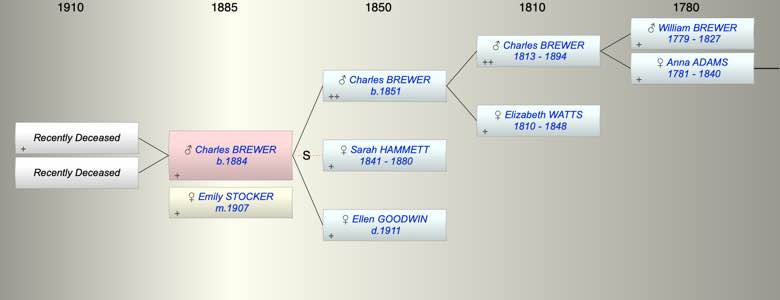 1910 1885 1850 1810 1780
Recently Deceased
+
Recently Deceased
♂ Charles BREWER
b.1884
+
♀ Emily STOCKER
m.1907
+
S
♂ Charles BREWER
b.1851
++
♀ Sarah HAMMETT
1841 - 1880
+
♀ Ellen GOODWIN
d.1911
+
♂ Charles BREWER
1813 - 1894
++
♀ Elizabeth WATTS
1810 - 1848
+
♂ William BREWER
1779 - 1827
+
♀ Anna ADAMS
1781 - 1840
+